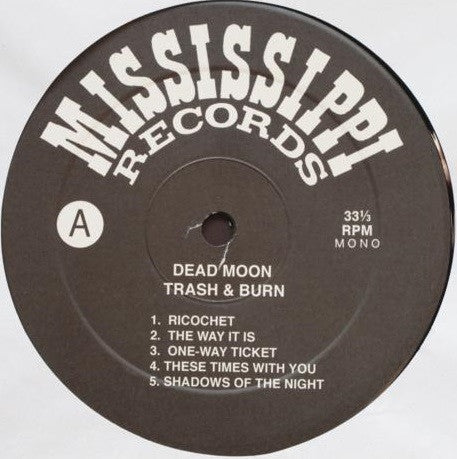 MISSISSIPPI
RECORDS
A
33⅓
RPM
MONO
DEAD MOON
TRASH & BURN
1. RICOCHET
2. THE WAY IT IS
3. ONE-WAY TICKET
4. THESE TIMES WITH YOU
5. SHADOWS OF THE NIGHT